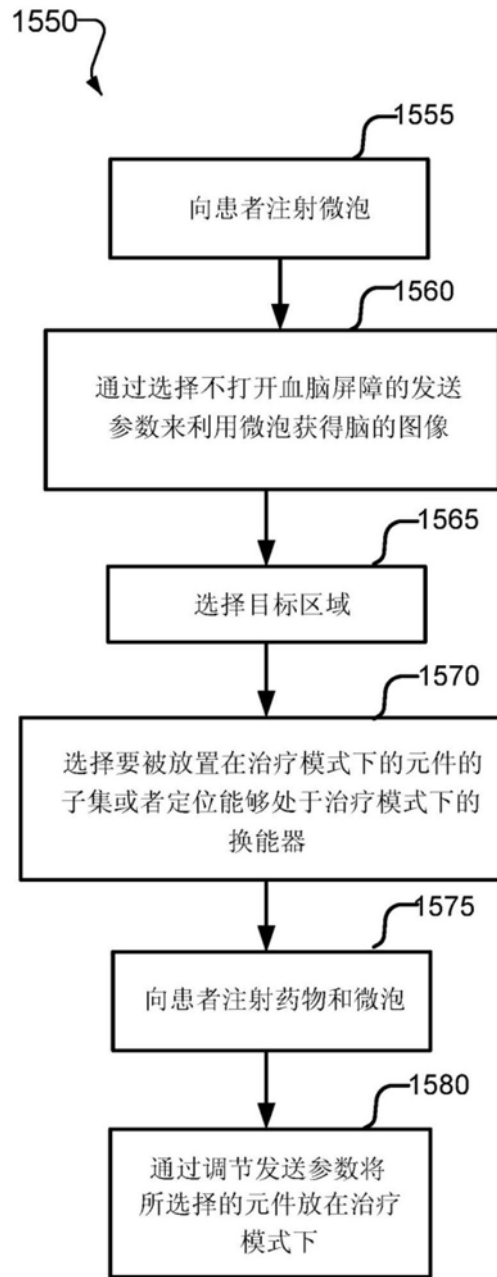 1550
1555
向患者注射微泡
1560
通过选择不打开血脑屏障的发送
参数来利用微泡获得脑的图像
1565
选择目标区域
1570
选择要被放置在治疗模式下的元件的
子集或者定位能够处于治疗模式下的
换能器
1575
向患者注射药物和微泡
1580
通过调节发送参数将
所选择的元件放在治疗
模式下